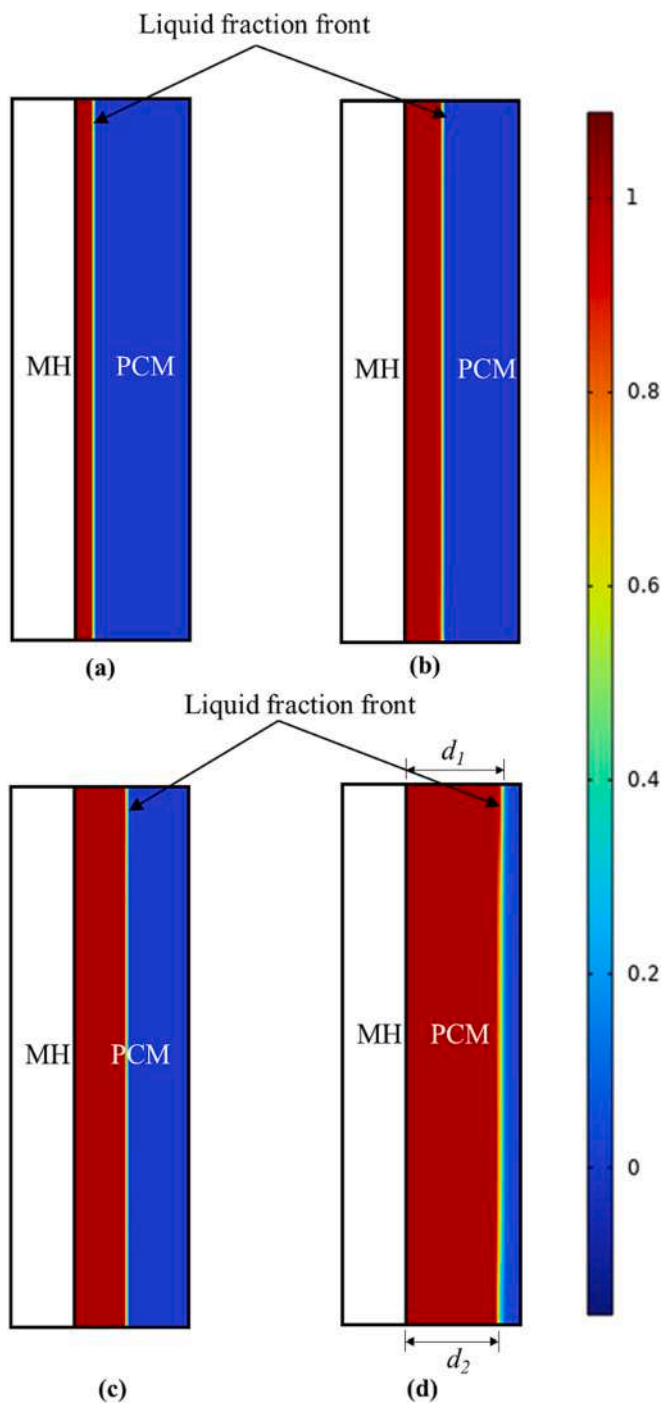 Liquid fraction front
MH PCM
MH PCM
(a)
(b)
Liquid fraction front
d1
MH PCM
MH PCM
d2
(c)
(d)
1
0.8
0.6
0.4
0.2
0